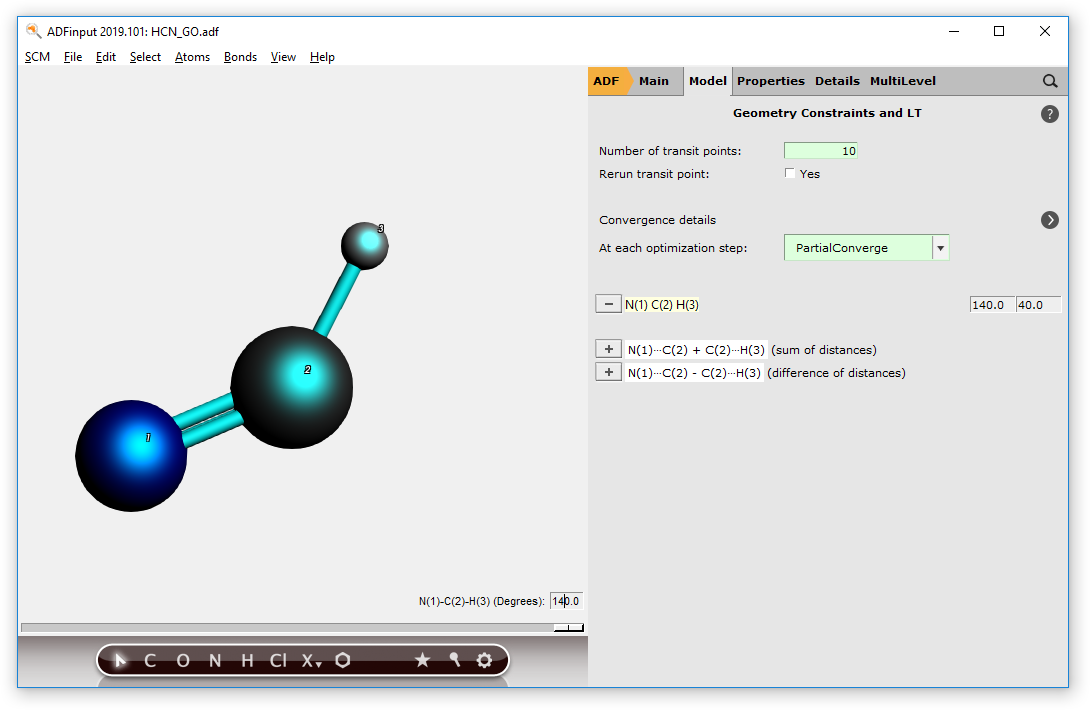 ADFinput 2019.101: HCN_GO.adf
SCM File Edit Select Atoms Bonds View Help
ADF Main Model Properties Details MultiLevel
Geometry Constraints and LT
?
Number of transit points: 10
Rerun transit point: Yes
Convergence details
At each optimization step: PartialConverge
− N(1) C(2) H(3) 140.0 40.0
+ N(1)···C(2) + C(2)···H(3) (sum of distances)
+ N(1)···C(2) - C(2)···H(3) (difference of distances)
3
2
1
N(1)-C(2)-H(3) (Degrees): 140.0
C O N H Cl X